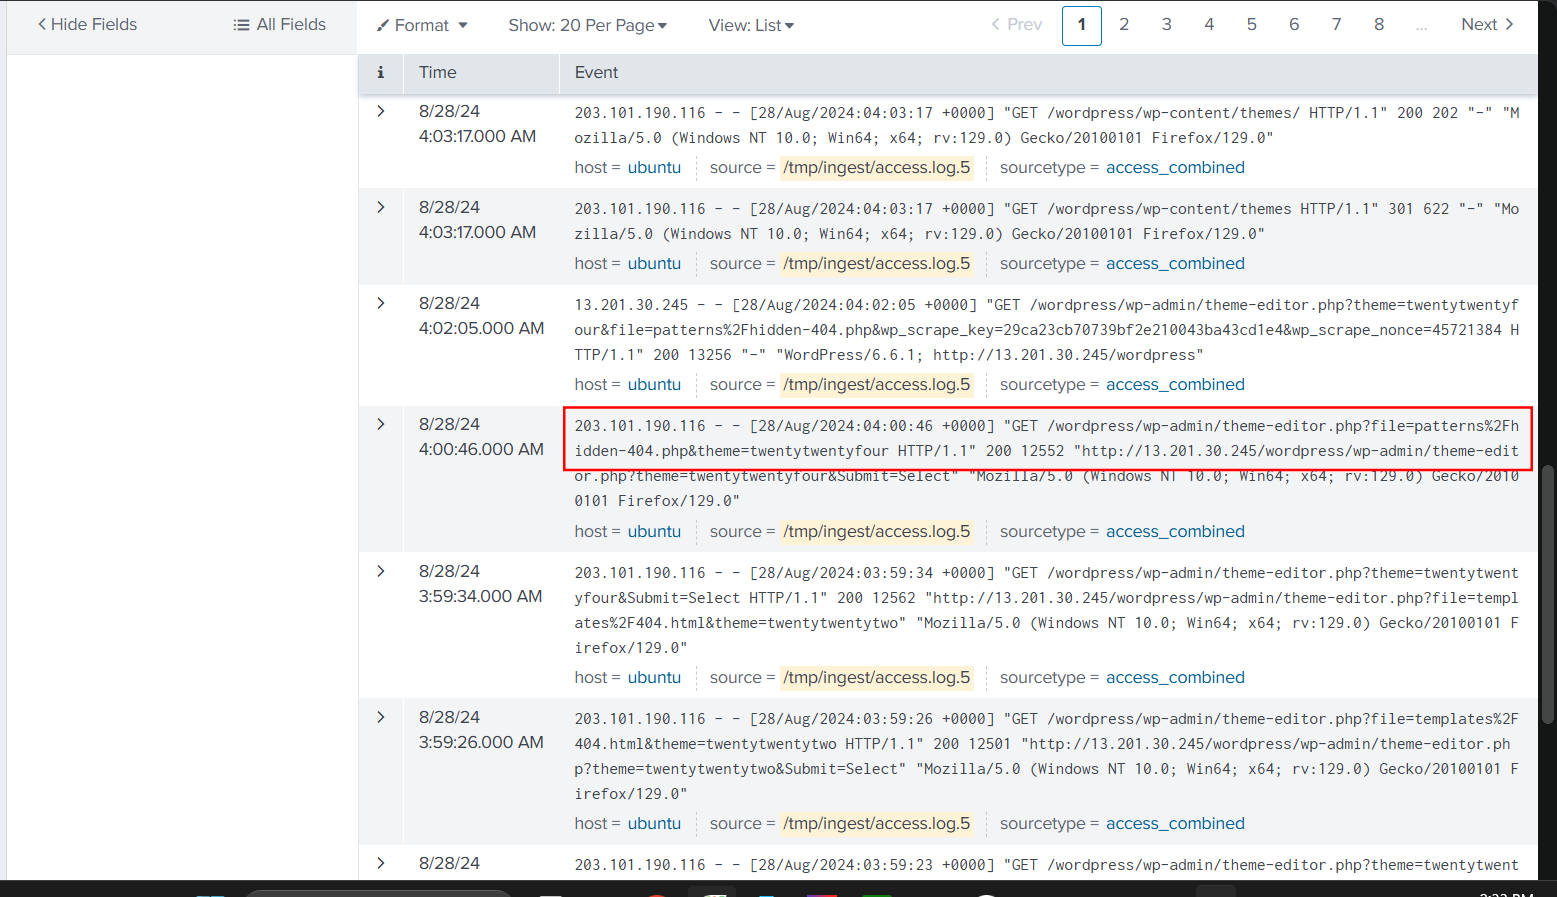 Hide Fields
All Fields
Format
Show: 20 Per Page
View: List
Prev
1
2
3
4
5
6
7
8
...
Next
i
Time
Event
8/28/24
4:03:17.000 AM
203.101.190.116 - - [28/Aug/2024:04:03:17 +0000] "GET /wordpress/wp-content/themes/ HTTP/1.1" 200 202 "-" "M
ozilla/5.0 (Windows NT 10.0; Win64; x64; rv:129.0) Gecko/20100101 Firefox/129.0"
host = ubuntu source = /tmp/ingest/access.log.5 sourcetype = access_combined
8/28/24
4:03:17.000 AM
203.101.190.116 - - [28/Aug/2024:04:03:17 +0000] "GET /wordpress/wp-content/themes HTTP/1.1" 301 622 "-" "Mo
zilla/5.0 (Windows NT 10.0; Win64; x64; rv:129.0) Gecko/20100101 Firefox/129.0"
host = ubuntu source = /tmp/ingest/access.log.5 sourcetype = access_combined
8/28/24
4:02:05.000 AM
13.201.30.245 - - [28/Aug/2024:04:02:05 +0000] "GET /wordpress/wp-admin/theme-editor.php?theme=twentytwentyf
our&file=patterns%2Fhidden-404.php&wp_scrape_key=29ca23cb70739bf2e210043ba43cd1e4&wp_scrape_nonce=45721384 H
TTP/1.1" 200 13256 "-" "WordPress/6.6.1; http://13.201.30.245/wordpress"
host = ubuntu source = /tmp/ingest/access.log.5 sourcetype = access_combined
8/28/24
4:00:46.000 AM
203.101.190.116 - - [28/Aug/2024:04:00:46 +0000] "GET /wordpress/wp-admin/theme-editor.php?file=patterns%2Fh
idden-404.php&theme=twentytwentyfour HTTP/1.1" 200 12552 "http://13.201.30.245/wordpress/wp-admin/theme-edit
or.php?theme=twentytwentyfour&Submit=Select" "Mozilla/5.0 (Windows NT 10.0; Win64; x64; rv:129.0) Gecko/2010
0101 Firefox/129.0"
host = ubuntu source = /tmp/ingest/access.log.5 sourcetype = access_combined
8/28/24
3:59:34.000 AM
203.101.190.116 - - [28/Aug/2024:03:59:34 +0000] "GET /wordpress/wp-admin/theme-editor.php?theme=twentytwent
yfour&Submit=Select HTTP/1.1" 200 12562 "http://13.201.30.245/wordpress/wp-admin/theme-editor.php?file=templ
ates%2F404.html&theme=twentytwentytwo" "Mozilla/5.0 (Windows NT 10.0; Win64; x64; rv:129.0) Gecko/20100101 F
irefox/129.0"
host = ubuntu source = /tmp/ingest/access.log.5 sourcetype = access_combined
8/28/24
3:59:26.000 AM
203.101.190.116 - - [28/Aug/2024:03:59:26 +0000] "GET /wordpress/wp-admin/theme-editor.php?file=templates%2F
404.html&theme=twentytwentytwo HTTP/1.1" 200 12501 "http://13.201.30.245/wordpress/wp-admin/theme-editor.ph
p?theme=twentytwentytwo&Submit=Select" "Mozilla/5.0 (Windows NT 10.0; Win64; x64; rv:129.0) Gecko/20100101 F
irefox/129.0"
host = ubuntu source = /tmp/ingest/access.log.5 sourcetype = access_combined
8/28/24
203.101.190.116 - - [28/Aug/2024:03:59:23 +0000] "GET /wordpress/wp-admin/theme-editor.php?theme=twentytwent